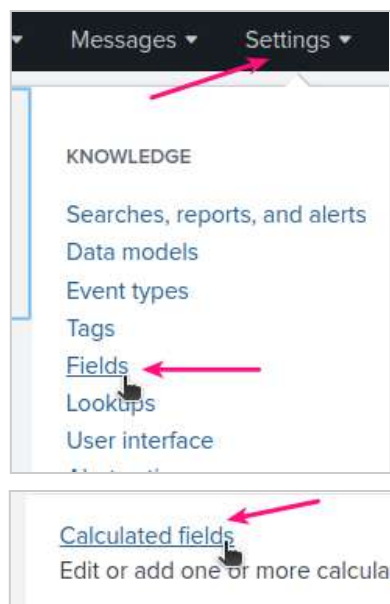 Messages ▾ Settings ▾
KNOWLEDGE
Searches, reports, and alerts
Data models
Event types
Tags
Fields
Lookups
User interface
Calculated fields
Edit or add one or more calcula